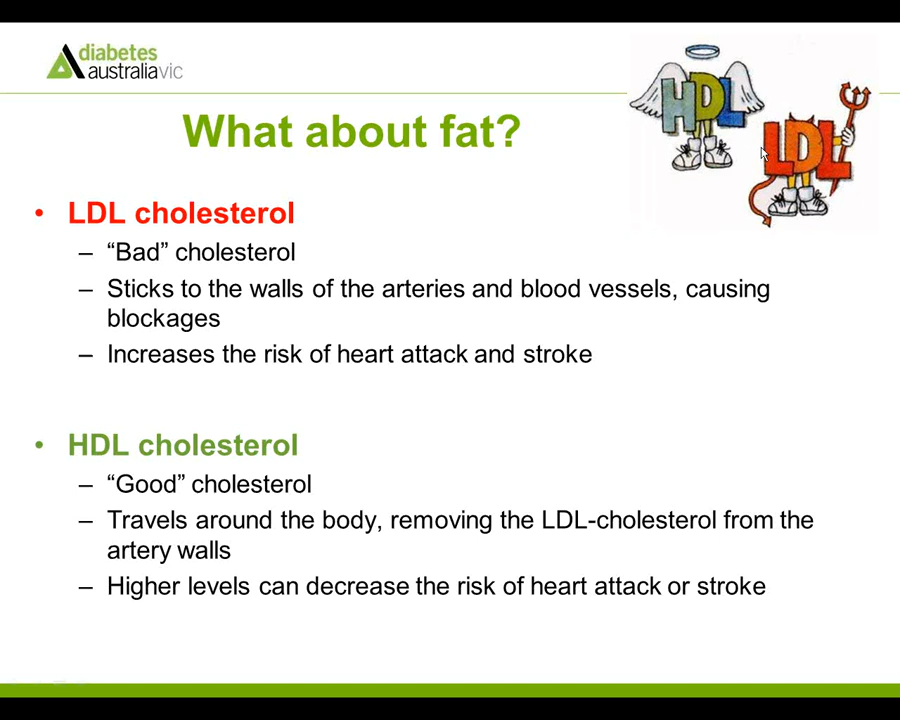 diabetes
australiavic
HDL
LDL
What about fat?
• LDL cholesterol
– “Bad” cholesterol
– Sticks to the walls of the arteries and blood vessels, causing
blockages
– Increases the risk of heart attack and stroke
• HDL cholesterol
– “Good” cholesterol
– Travels around the body, removing the LDL-cholesterol from the
artery walls
– Higher levels can decrease the risk of heart attack or stroke